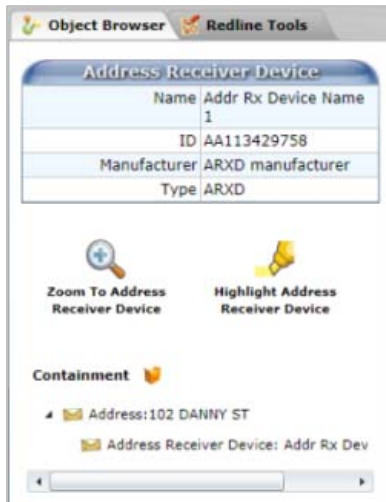 Object Browser Redline Tools
Address Receiver Device
Name Addr Rx Device Name
1
ID AA113429758
Manufacturer ARXD manufacturer
Type ARXD
Zoom To Address Highlight Address
Receiver Device Receiver Device
Containment
Address:102 DANNY ST
Address Receiver Device: Addr Rx Dev